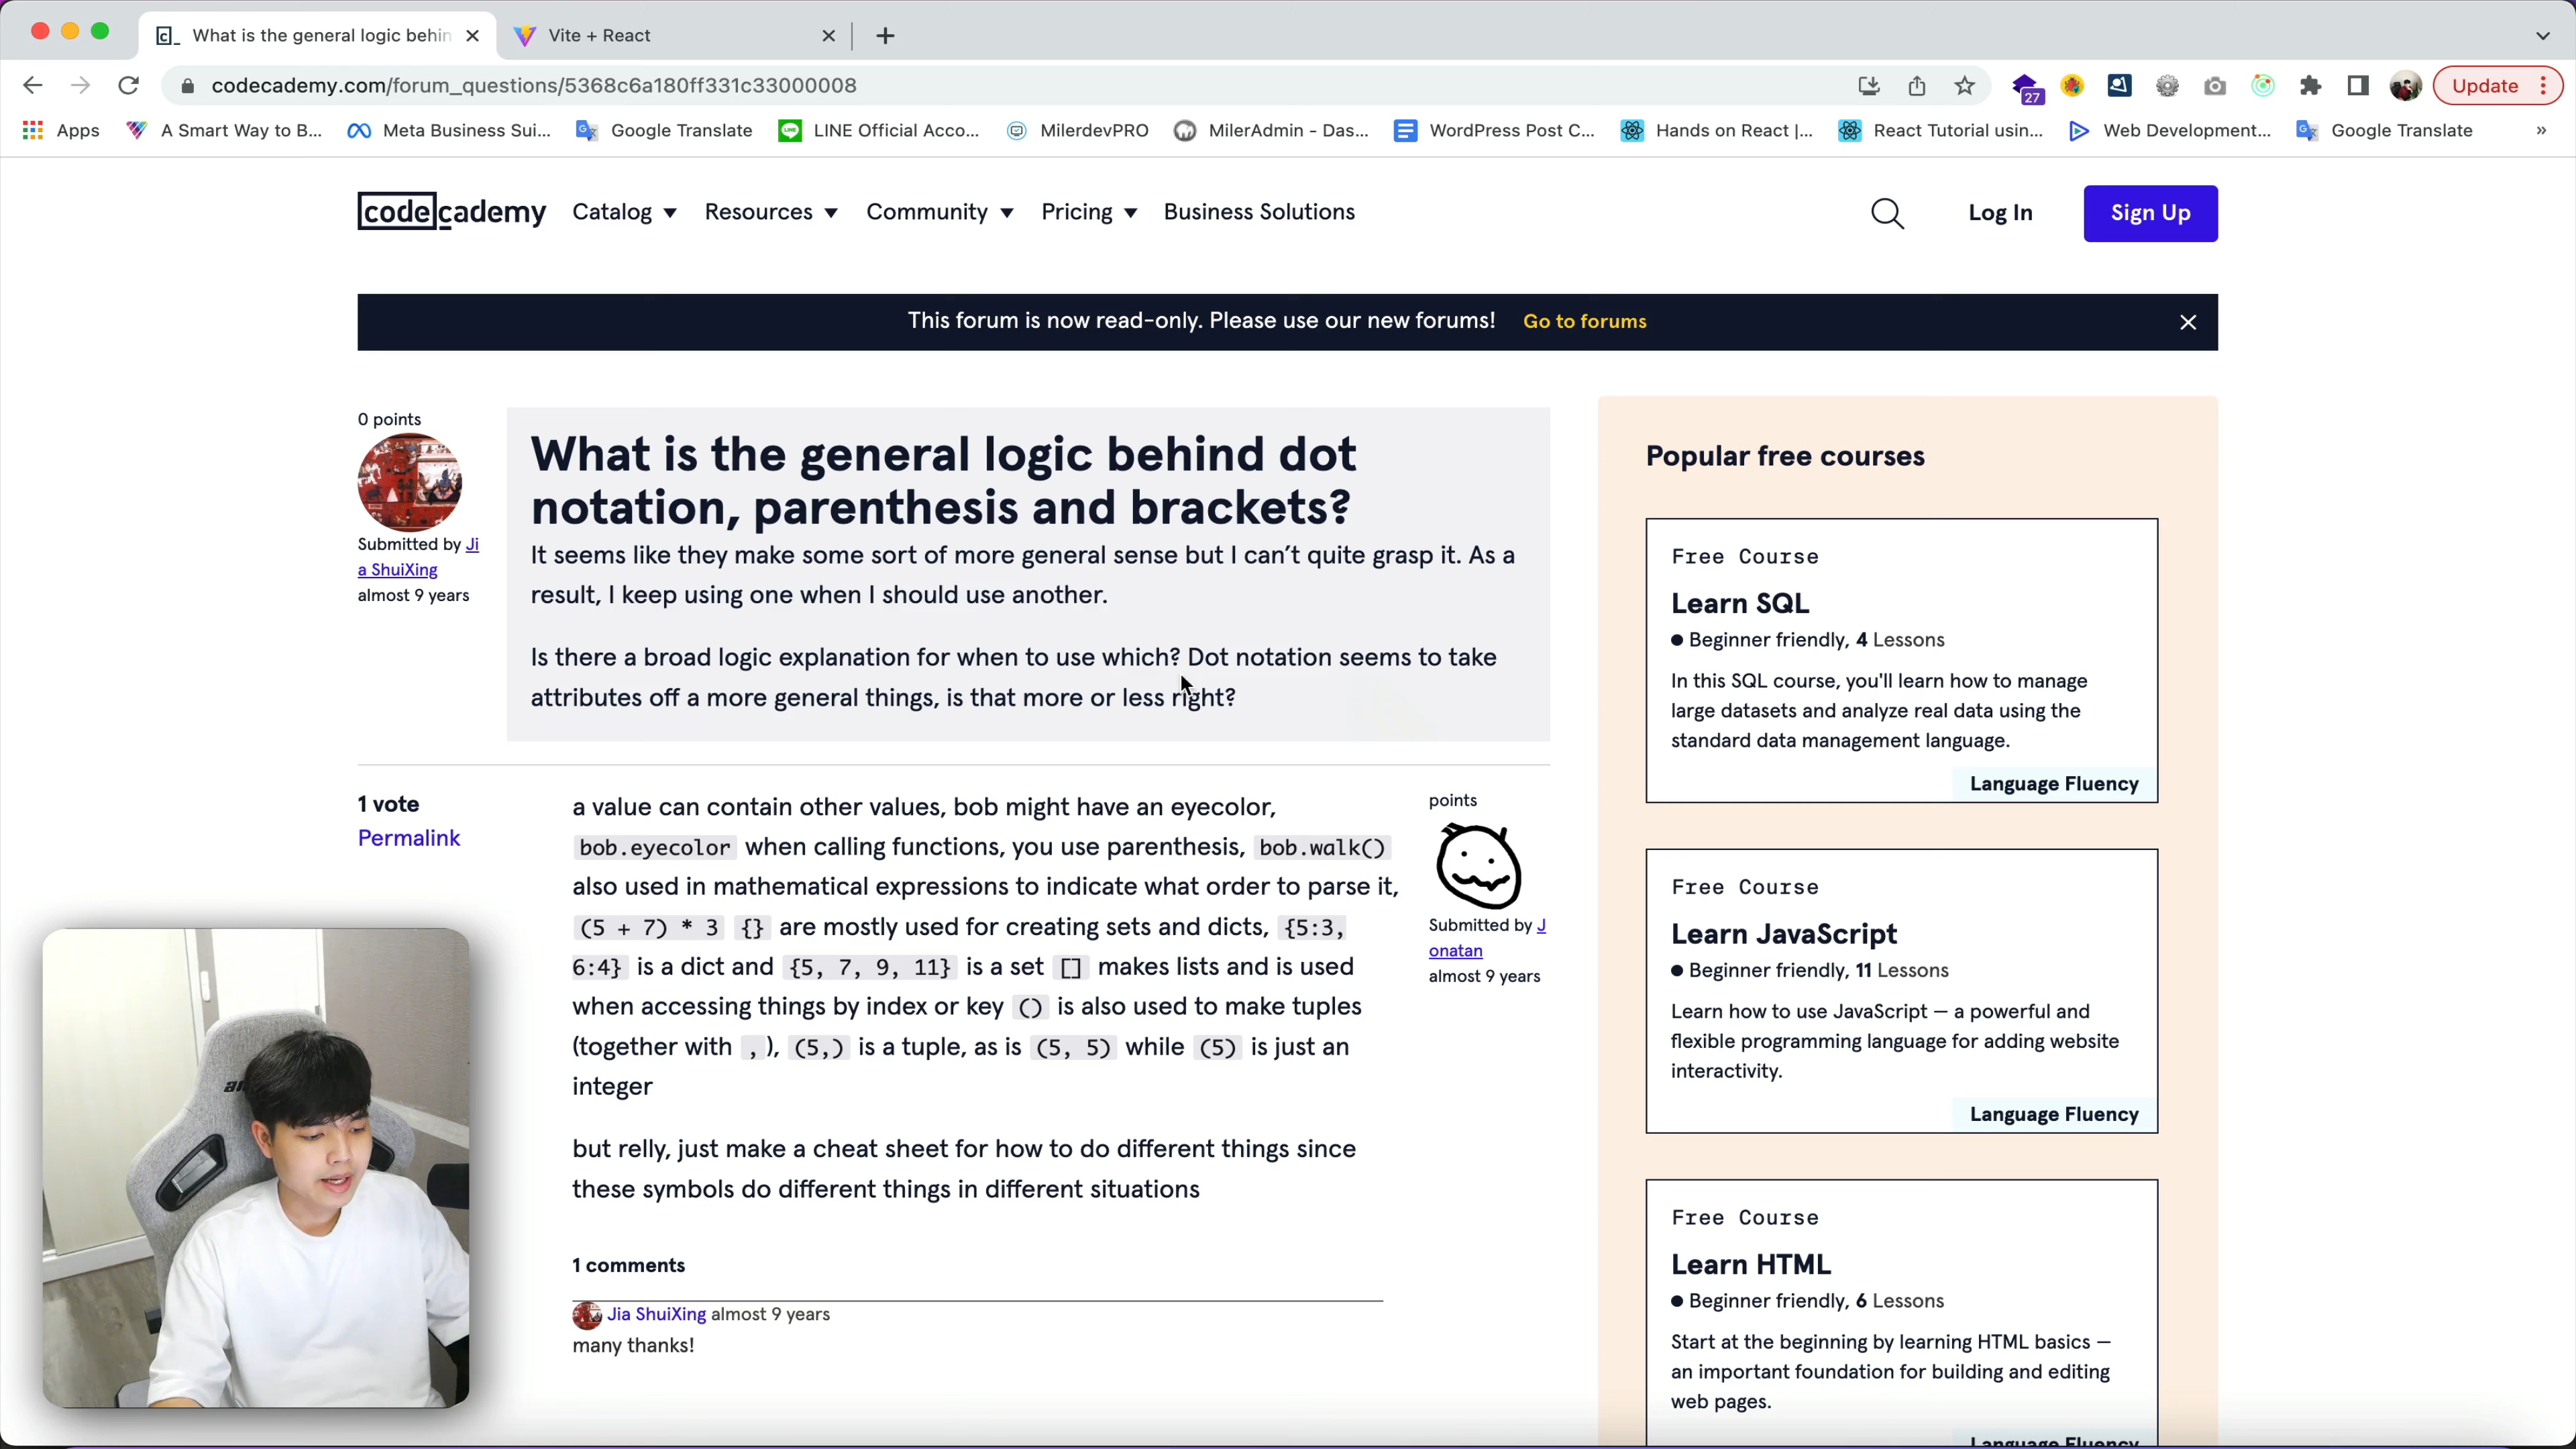 What is the general logic behin
Vite + React
codecademy.com/forum_questions/5368c6a180ff331c33000008
27
Update
Apps
A Smart Way to B...
Meta Business Sui...
Google Translate
LINE Official Acco...
MilerdevPRO
MilerAdmin - Das...
WordPress Post C...
Hands on React |...
React Tutorial usin...
Web Development...
Google Translate
»
codecademy
Catalog
Resources
Community
Pricing
Business Solutions
Log In
Sign Up
This forum is now read-only. Please use our new forums! Go to forums
0 points
Submitted by Ji
a ShuiXing
almost 9 years
What is the general logic behind dot
notation, parenthesis and brackets?
It seems like they make some sort of more general sense but I can’t quite grasp it. As a
result, I keep using one when I should use another.
Is there a broad logic explanation for when to use which? Dot notation seems to take
attributes off a more general things, is that more or less right?
1 vote
Permalink
a value can contain other values, bob might have an eyecolor,
bob.eyecolor when calling functions, you use parenthesis, bob.walk()
also used in mathematical expressions to indicate what order to parse it,
(5 + 7) * 3 {} are mostly used for creating sets and dicts, {5:3,
6:4} is a dict and {5, 7, 9, 11} is a set [] makes lists and is used
when accessing things by index or key () is also used to make tuples
(together with , ), (5,) is a tuple, as is (5, 5) while (5) is just an
integer
but relly, just make a cheat sheet for how to do different things since
these symbols do different things in different situations
points
Submitted by J
onatan
almost 9 years
1 comments
Jia ShuiXing almost 9 years
many thanks!
Popular free courses
Free Course
Learn SQL
Beginner friendly, 4 Lessons
In this SQL course, you'll learn how to manage
large datasets and analyze real data using the
standard data management language.
Language Fluency
Free Course
Learn JavaScript
Beginner friendly, 11 Lessons
Learn how to use JavaScript — a powerful and
flexible programming language for adding website
interactivity.
Language Fluency
Free Course
Learn HTML
Beginner friendly, 6 Lessons
Start at the beginning by learning HTML basics —
an important foundation for building and editing
web pages.
Language Fluency